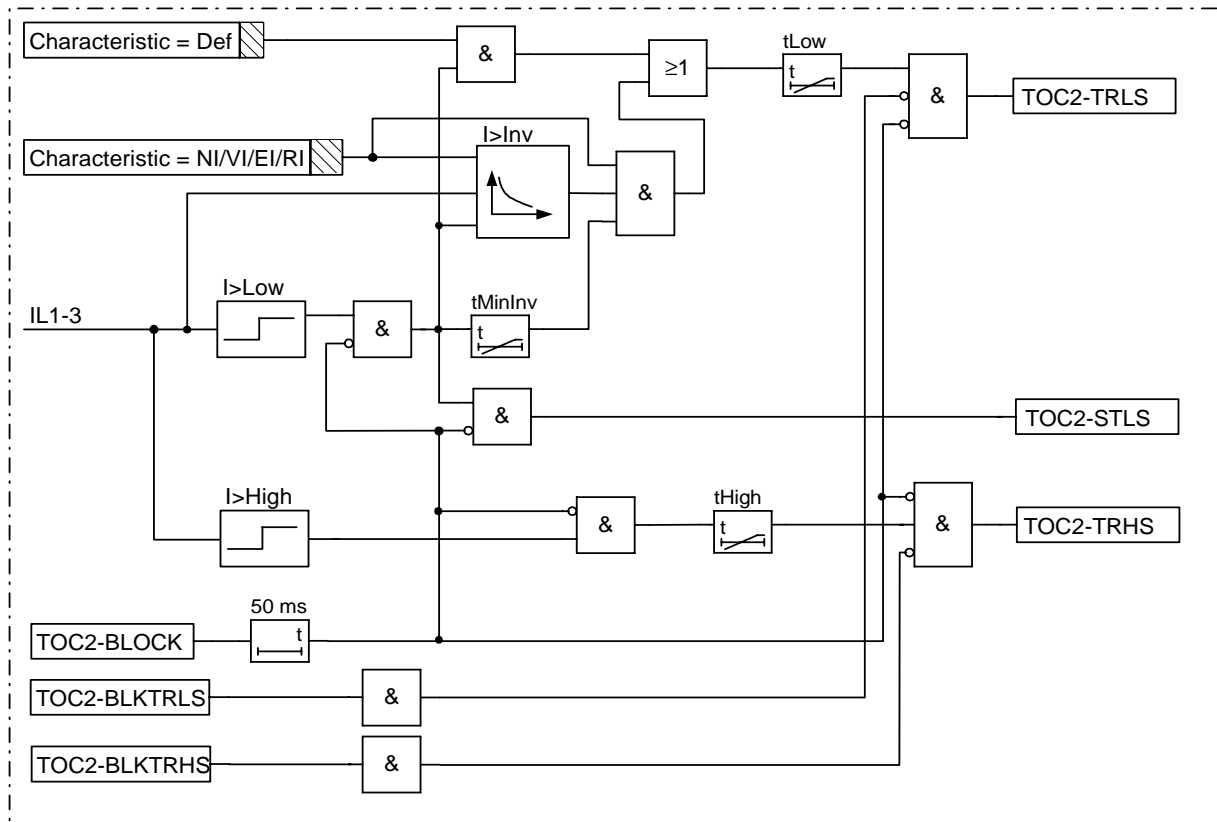 Characteristic = Def
&
≥1
tLow
t
&
TOC2-TRLS
Characteristic = NI/VI/EI/RI
I>Inv
&
IL1-3
I>Low
&
tMinInv
t
&
TOC2-STLS
I>High
&
tHigh
t
&
TOC2-TRHS
TOC2-BLOCK
50 ms
t
TOC2-BLKTRLS
&
TOC2-BLKTRHS
&